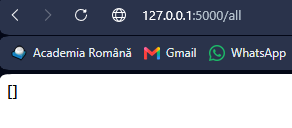 127.0.0.1:5000/all
Academia Română Gmail WhatsApp
[]